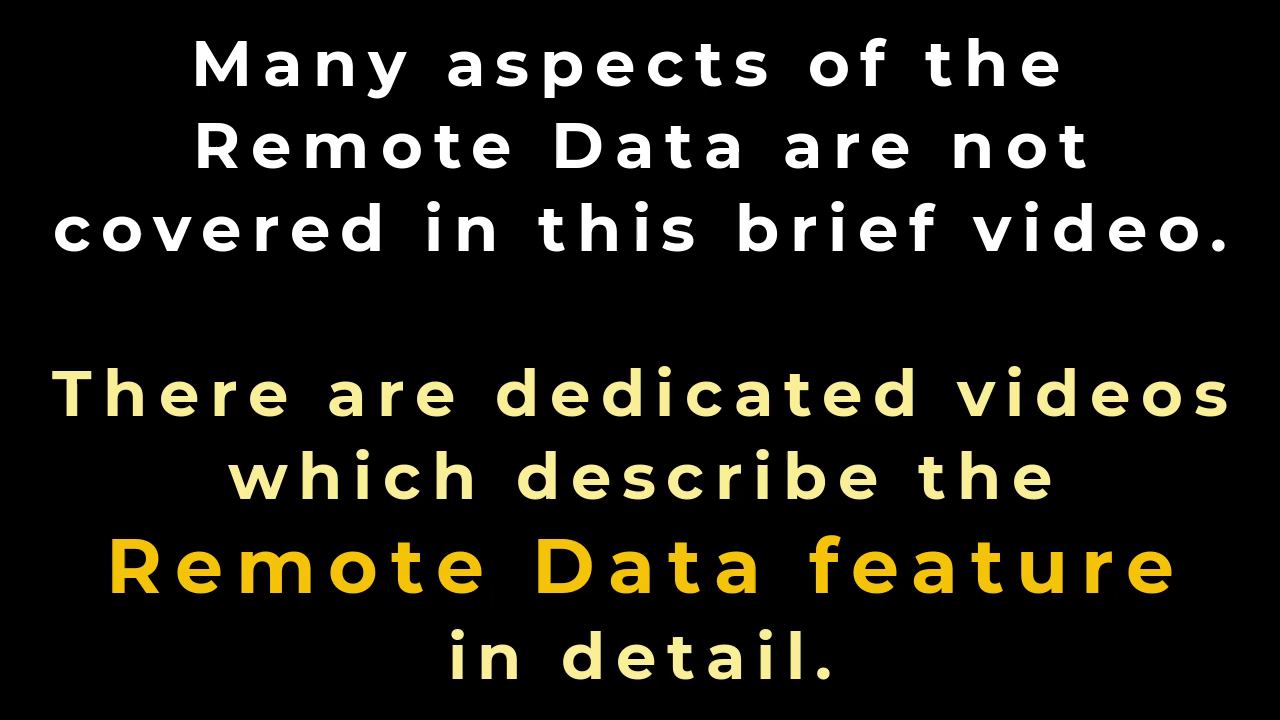 Many aspects of the
Remote Data are not
covered in this brief video.
There are dedicated videos
which describe the
Remote Data feature
in detail.